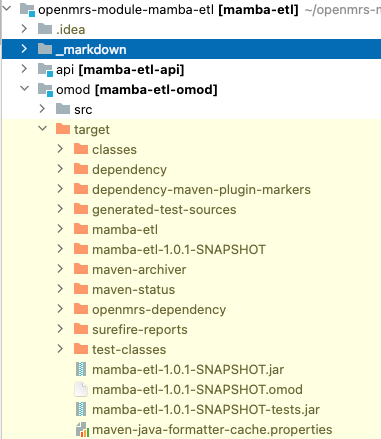 openmrs-module-mamba-etl [mamba-etl] ~/openmrs-m
.idea
_markdown
api [mamba-etl-api]
omod [mamba-etl-omod]
src
target
classes
dependency
dependency-maven-plugin-markers
generated-test-sources
mamba-etl
mamba-etl-1.0.1-SNAPSHOT
maven-archiver
maven-status
openmrs-dependency
surefire-reports
test-classes
mamba-etl-1.0.1-SNAPSHOT.jar
mamba-etl-1.0.1-SNAPSHOT.omod
mamba-etl-1.0.1-SNAPSHOT-tests.jar
maven-java-formatter-cache.properties